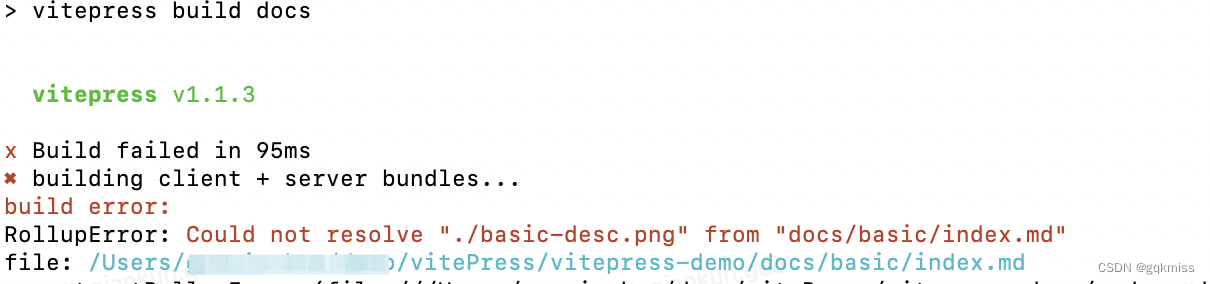 > vitepress build docs
vitepress v1.1.3
x Build failed in 95ms
✖ building client + server bundles...
build error:
RollupError: Could not resolve "./basic-desc.png" from "docs/basic/index.md"
file: /Users/ /vitePress/vitepress-demo/docs/basic/index.md
CSDN @gqkmiss